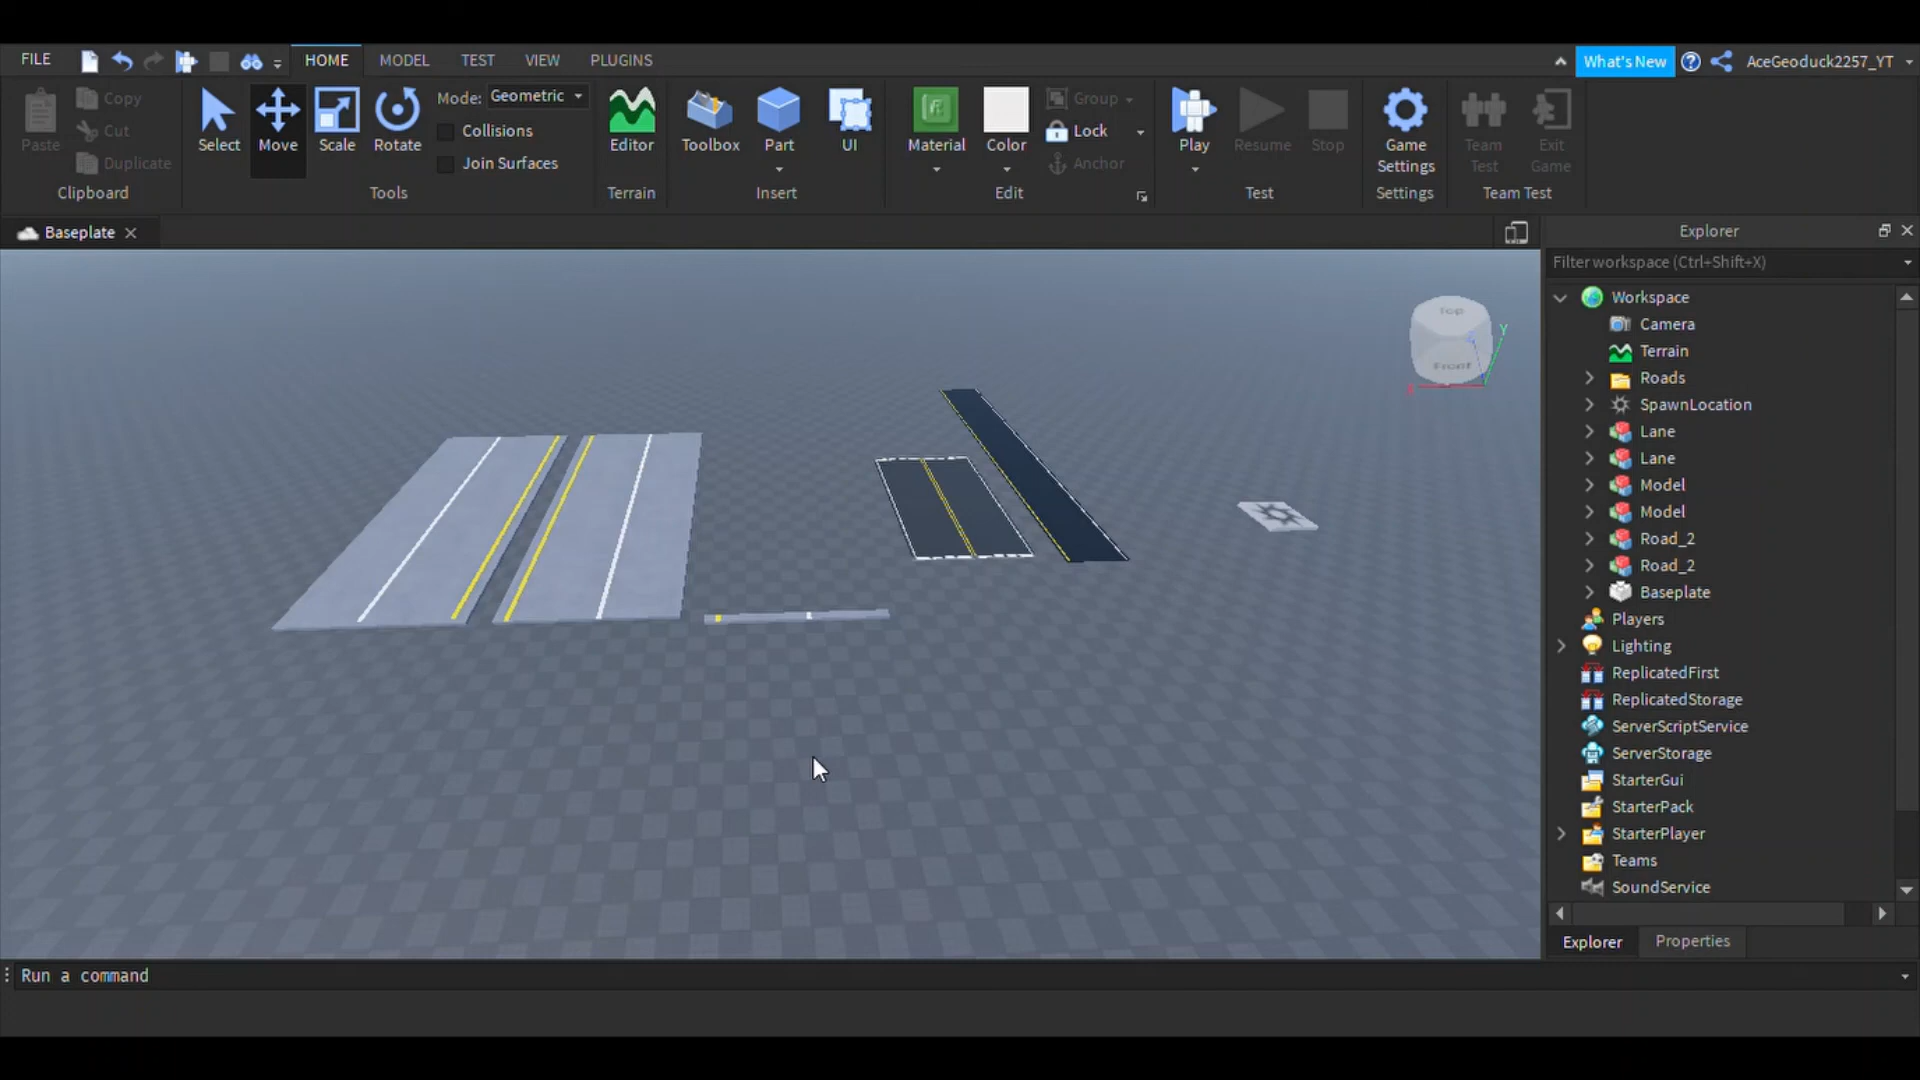 FILE HOME MODEL TEST VIEW PLUGINS What's New AceGeoduck2257_YT
Paste Copy Cut Duplicate
Clipboard
Select Move Scale Rotate
Mode: Geometric
Collisions
Join Surfaces
Tools
Editor
Terrain
Toolbox Part UI
Insert
Material Color Group Lock Anchor
Edit
Play Resume Stop
Test
Game Settings
Settings
Team Test Exit Game
Team Test
Baseplate
Top
Front
Y
Explorer
Filter workspace (Ctrl+Shift+X)
Workspace
Camera
Terrain
Roads
SpawnLocation
Lane
Lane
Model
Model
Road_2
Road_2
Baseplate
Players
Lighting
ReplicatedFirst
ReplicatedStorage
ServerScriptService
ServerStorage
StarterGui
StarterPack
StarterPlayer
Teams
SoundService
Explorer Properties
Run a command